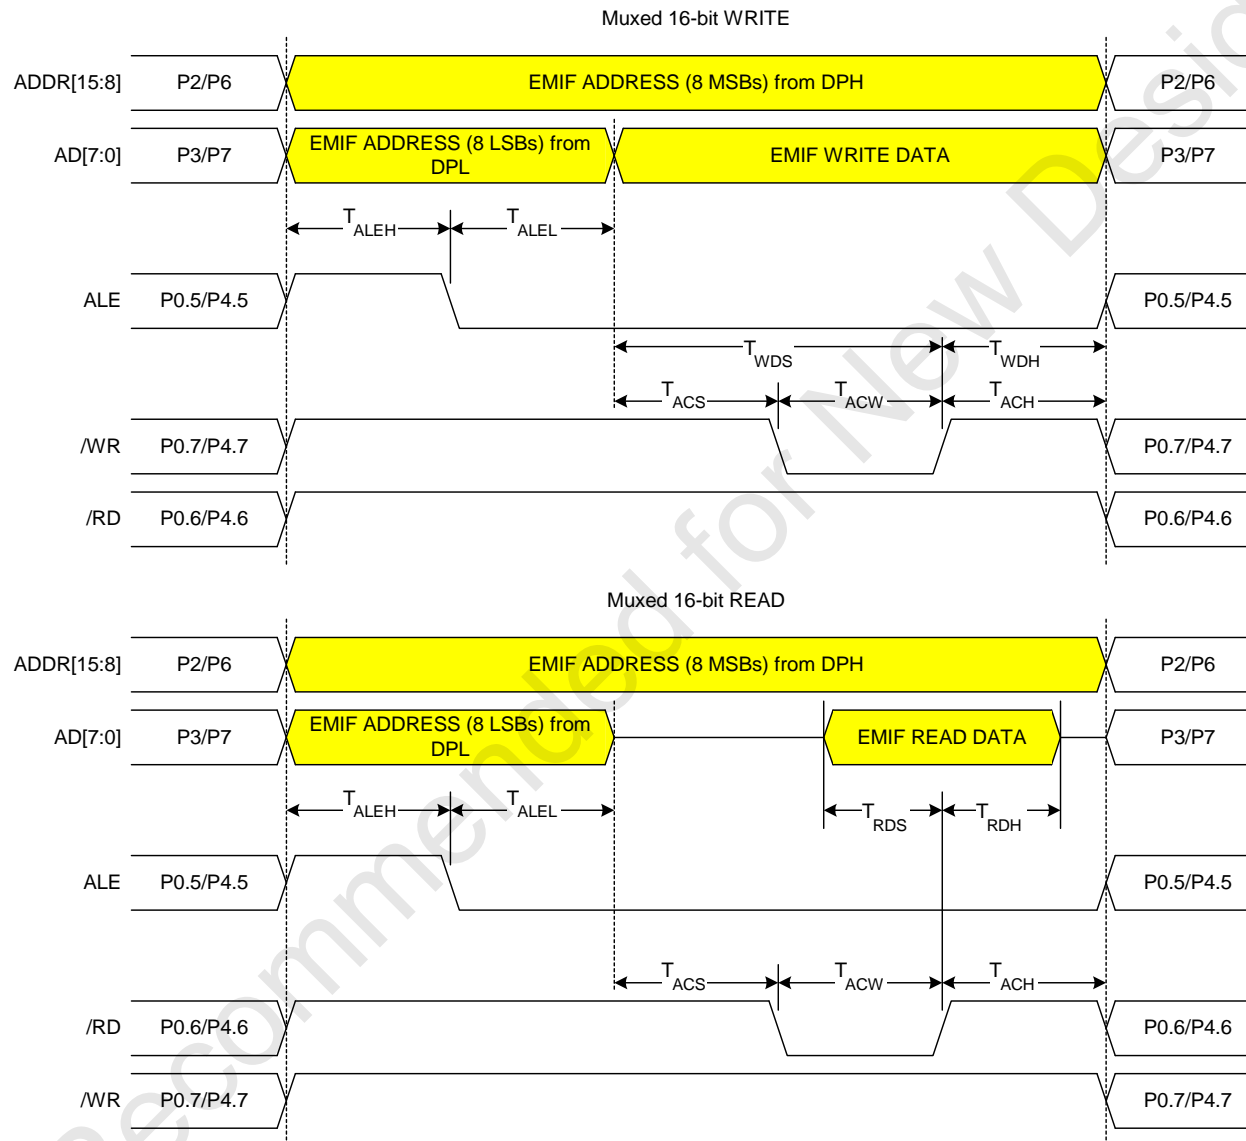 Muxed 16-bit WRITE
ADDR[15:8] P2/P6 EMIF ADDRESS (8 MSBs) from DPH P2/P6
AD[7:0] P3/P7 EMIF ADDRESS (8 LSBs) from DPL EMIF WRITE DATA P3/P7
TALEH TALEL
ALE P0.5/P4.5 P0.5/P4.5
TWDS TWDH
TACS TACW TACH
/WR P0.7/P4.7 P0.7/P4.7
/RD P0.6/P4.6 P0.6/P4.6
Muxed 16-bit READ
ADDR[15:8] P2/P6 EMIF ADDRESS (8 MSBs) from DPH P2/P6
AD[7:0] P3/P7 EMIF ADDRESS (8 LSBs) from DPL EMIF READ DATA P3/P7
TALEH TALEL TRDS TRDH
ALE P0.5/P4.5 P0.5/P4.5
TACS TACW TACH
/RD P0.6/P4.6 P0.6/P4.6
/WR P0.7/P4.7 P0.7/P4.7
Recommended for New Desig